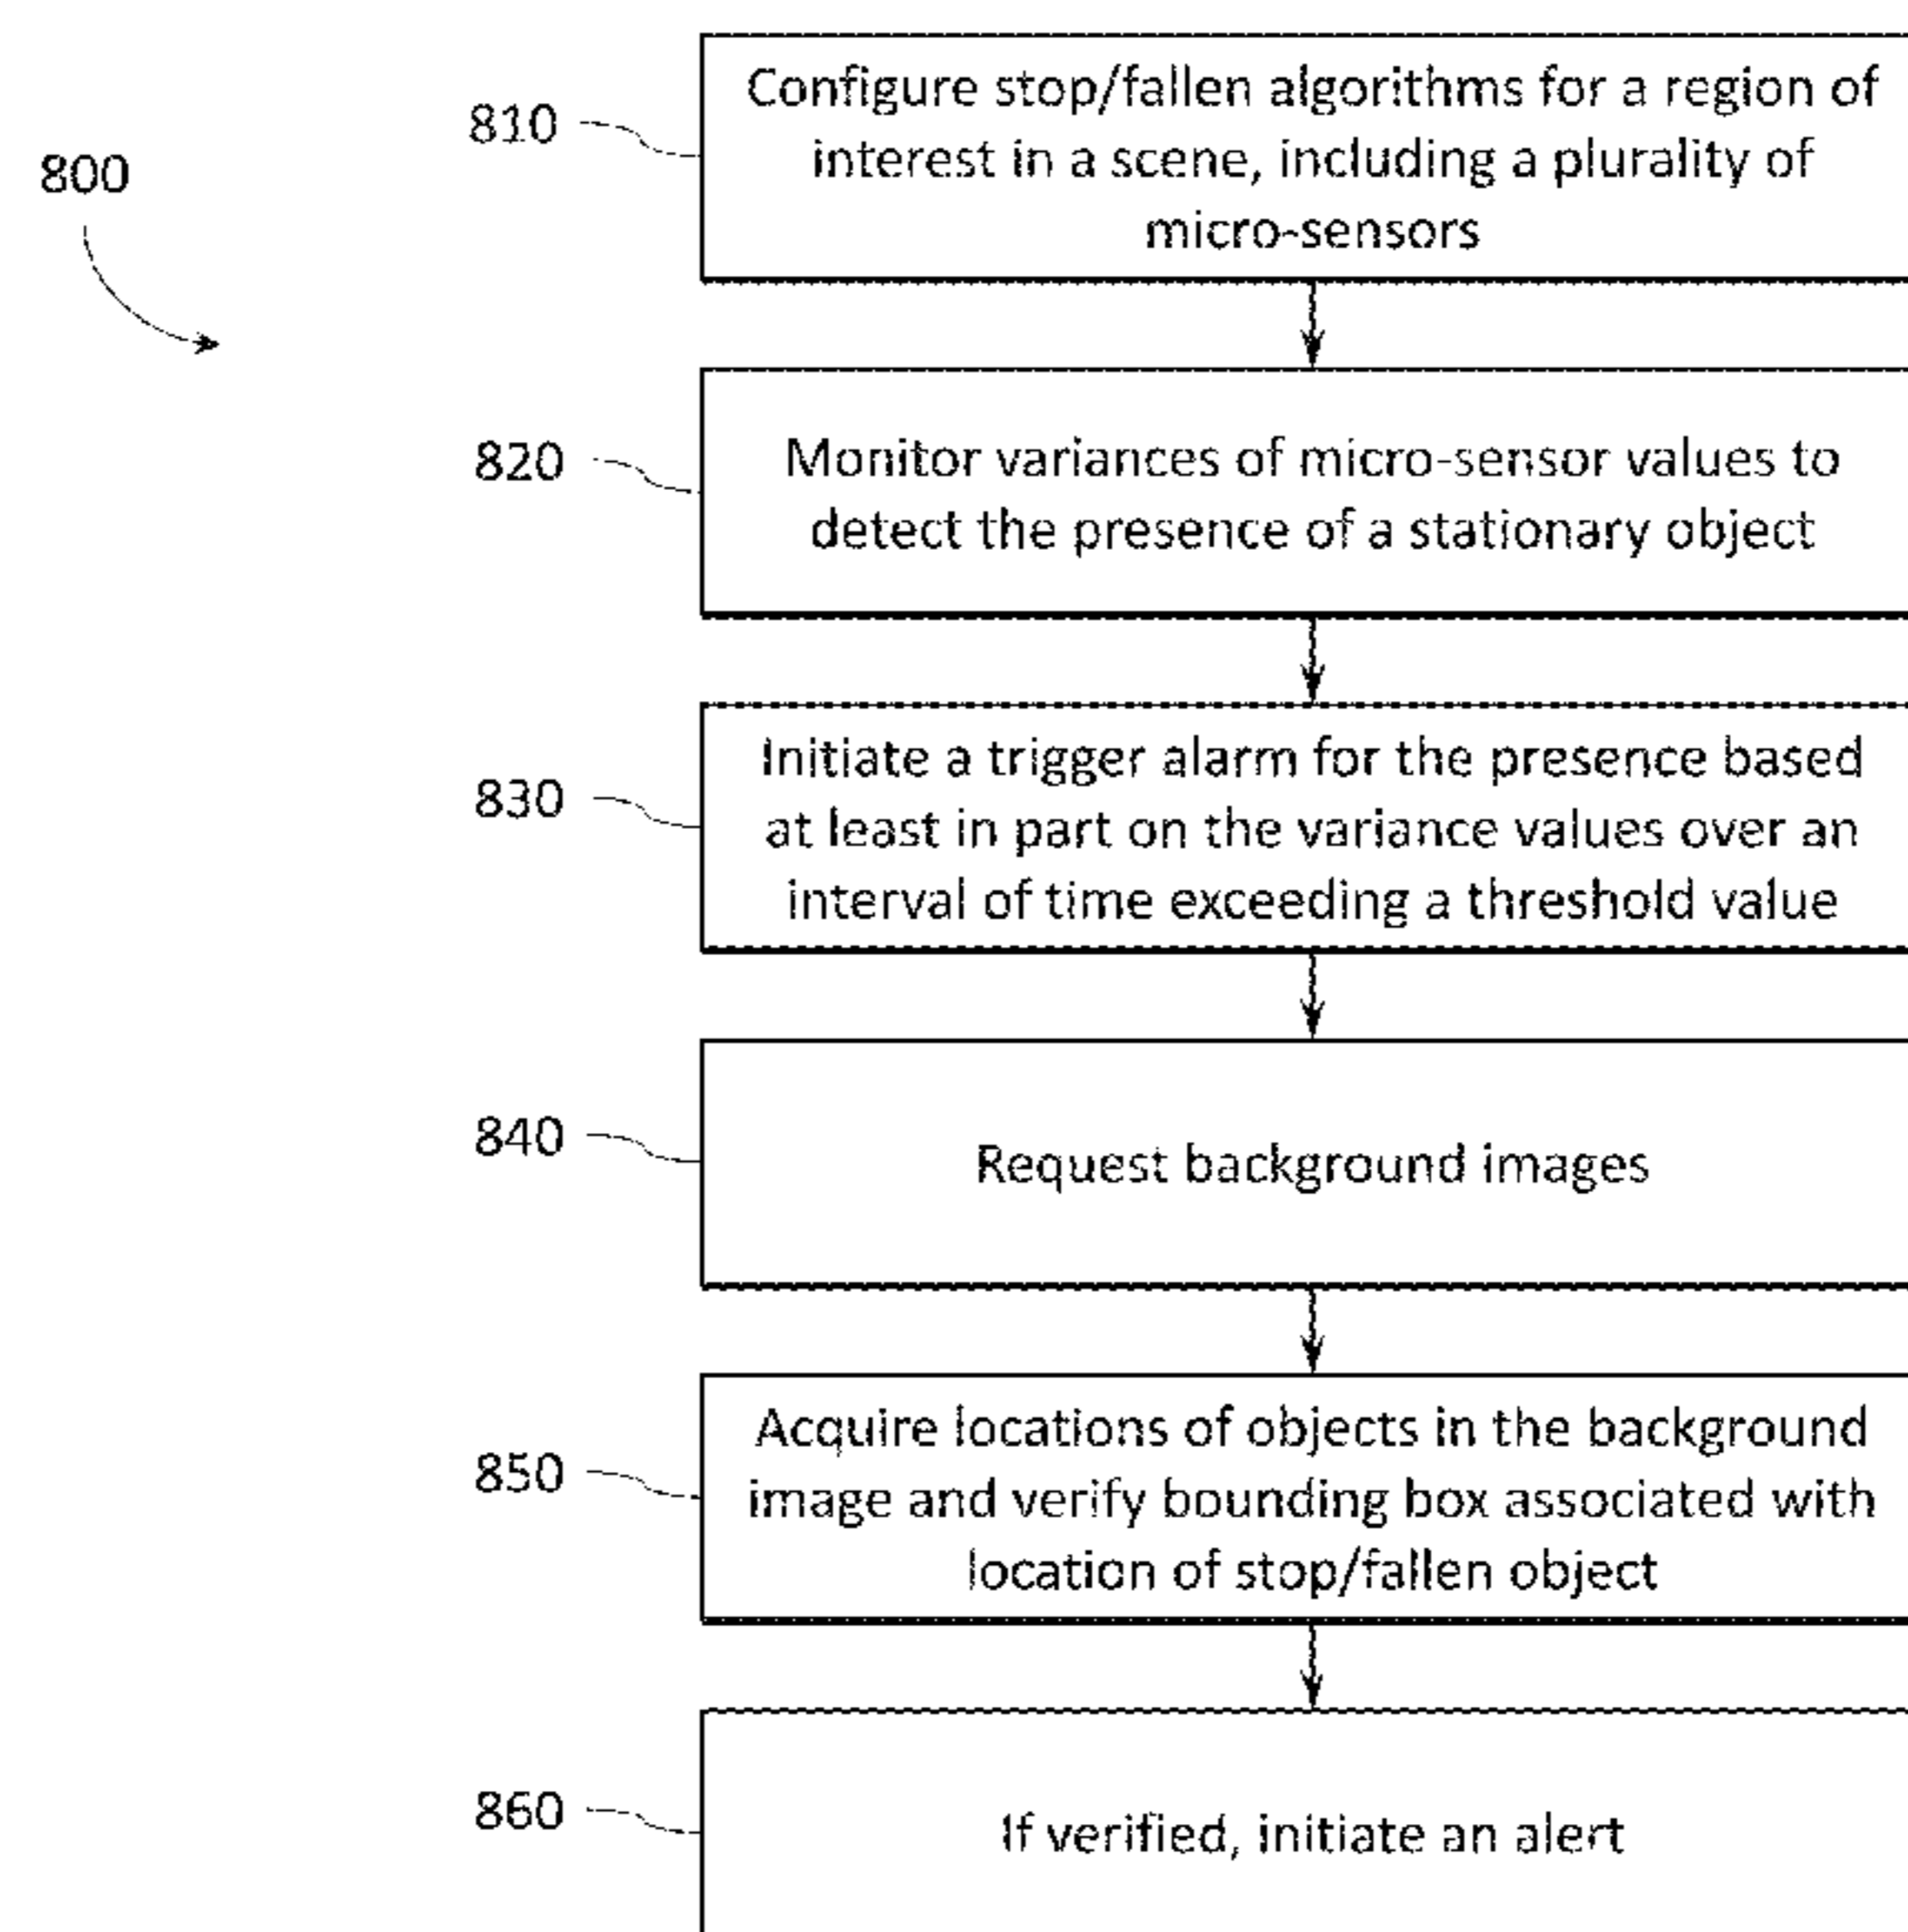 800
810
Configure stop/fallen algorithms for a region of
interest in a scene, including a plurality of
micro-sensors
820
Monitor variances of micro-sensor values to
detect the presence of a stationary object
830
Initiate a trigger alarm for the presence based
at least in part on the variance values over an
interval of time exceeding a threshold value
840
Request background images
850
Acquire locations of objects in the background
image and verify bounding box associated with
location of stop/fallen object
860
If verified, initiate an alert